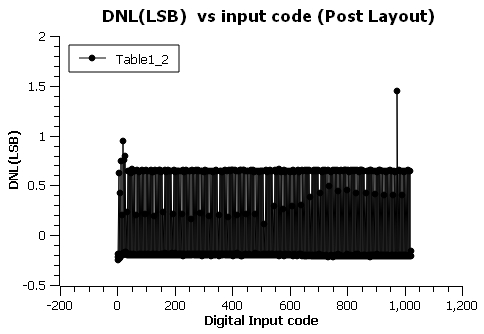 DNL(LSB)  vs input code (Post Layout)
2
Table1_2
1.5
1
DNL(LSB)
0.5
0
-0.5
-200 0 200 400 600 800 1,000 1,200
Digital Input code